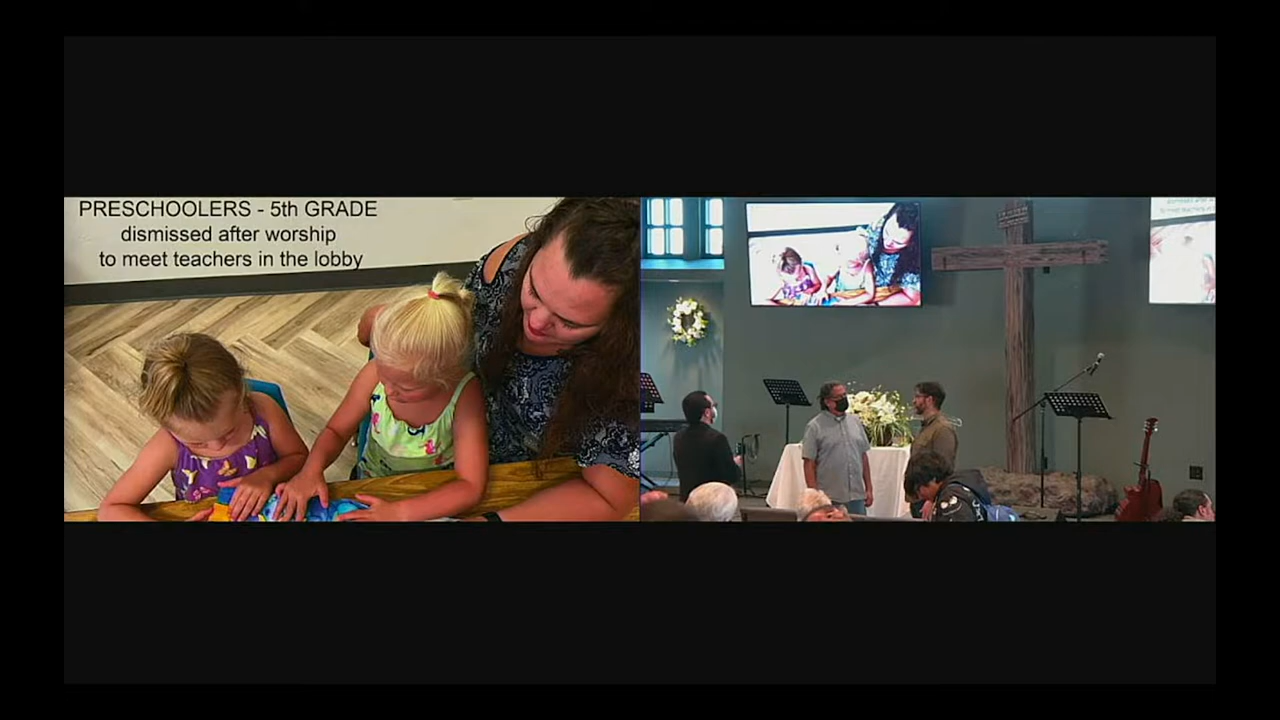 PRESCHOOLERS - 5th GRADE
dismissed after worship
to meet teachers in the lobby